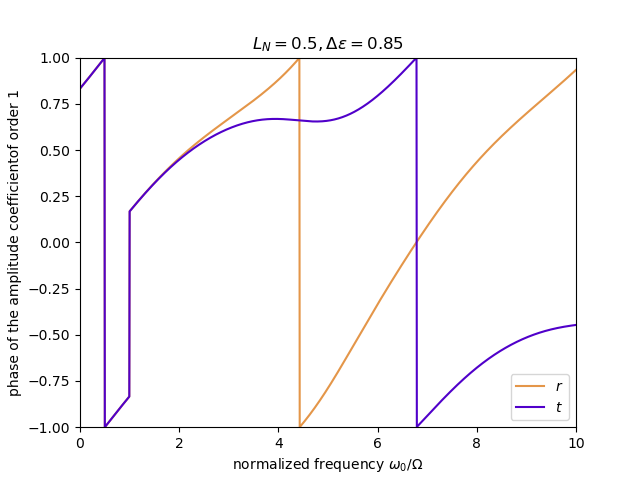 L_N = 0.5, Δε = 0.85
phase of the amplitude coefficientof order 1
1.00
0.75
0.50
0.25
0.00
−0.25
−0.50
−0.75
−1.00
r
t
0 2 4 6 8 10
normalized frequency ω₀/Ω